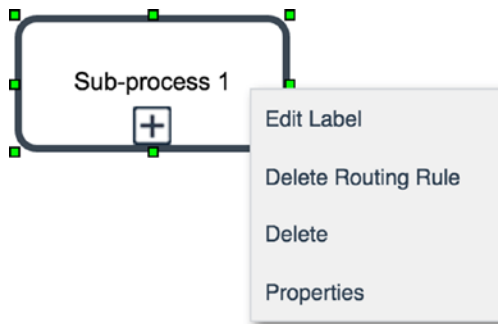 Sub-process 1
Edit Label
Delete Routing Rule
Delete
Properties